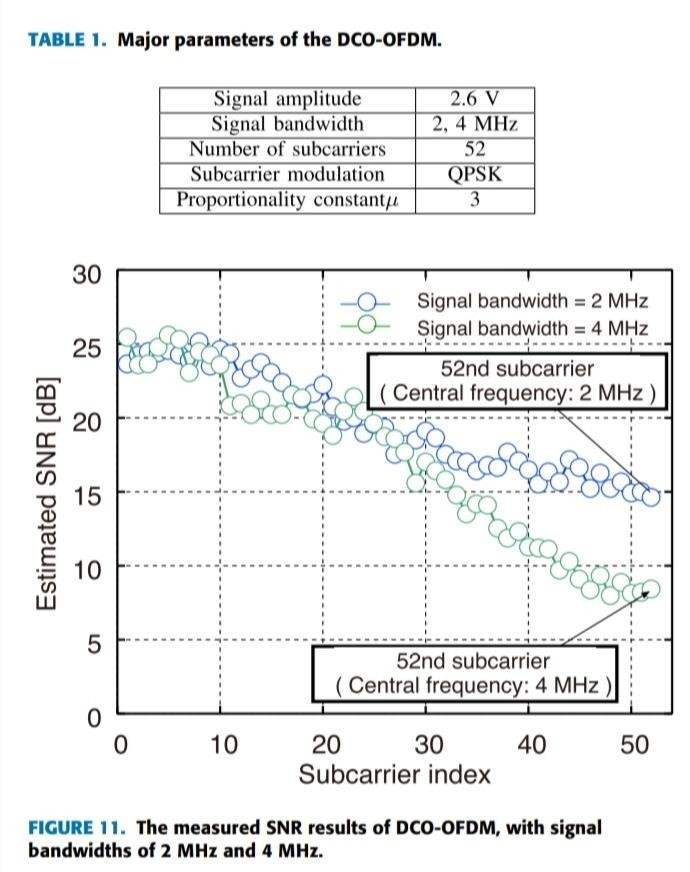 TABLE 1. Major parameters of the DCO-OFDM.
Signal amplitude 2.6 V
Signal bandwidth 2, 4 MHz
Number of subcarriers 52
Subcarrier modulation QPSK
Proportionality constantμ 3
30
25
20
15
10
5
0
Estimated SNR [dB]
Signal bandwidth = 2 MHz
Signal bandwidth = 4 MHz
52nd subcarrier
( Central frequency: 2 MHz )
52nd subcarrier
( Central frequency: 4 MHz )
0 10 20 30 40 50
Subcarrier index
FIGURE 11. The measured SNR results of DCO-OFDM, with signal
bandwidths of 2 MHz and 4 MHz.